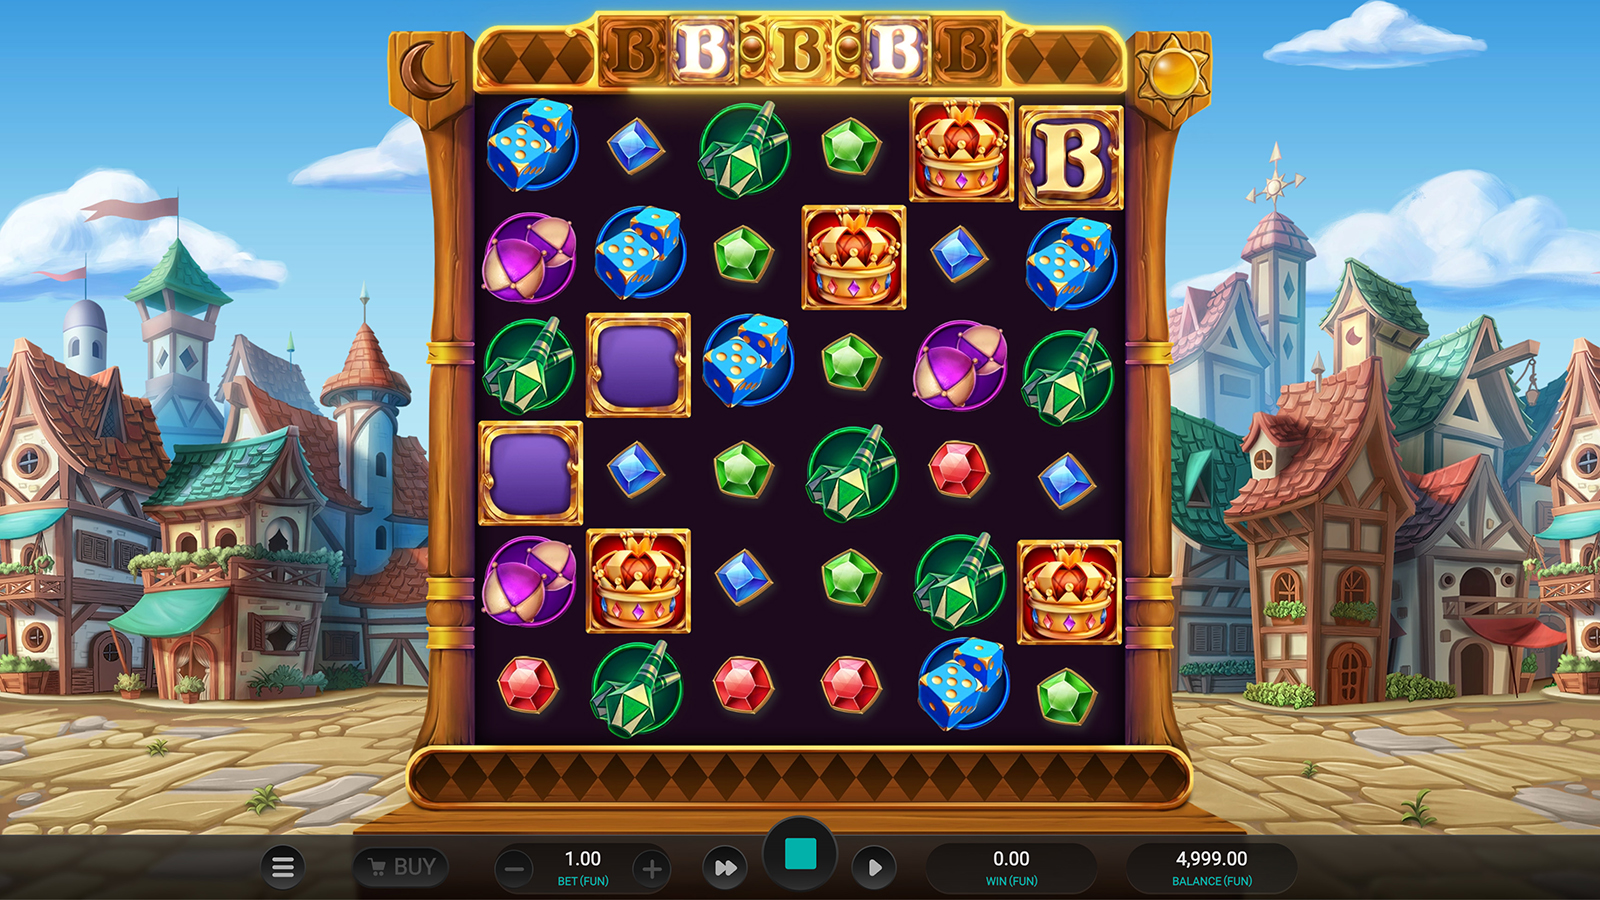 B B B B B
B
BUY
1.00
BET (FUN)
0.00
WIN (FUN)
4,999.00
BALANCE (FUN)